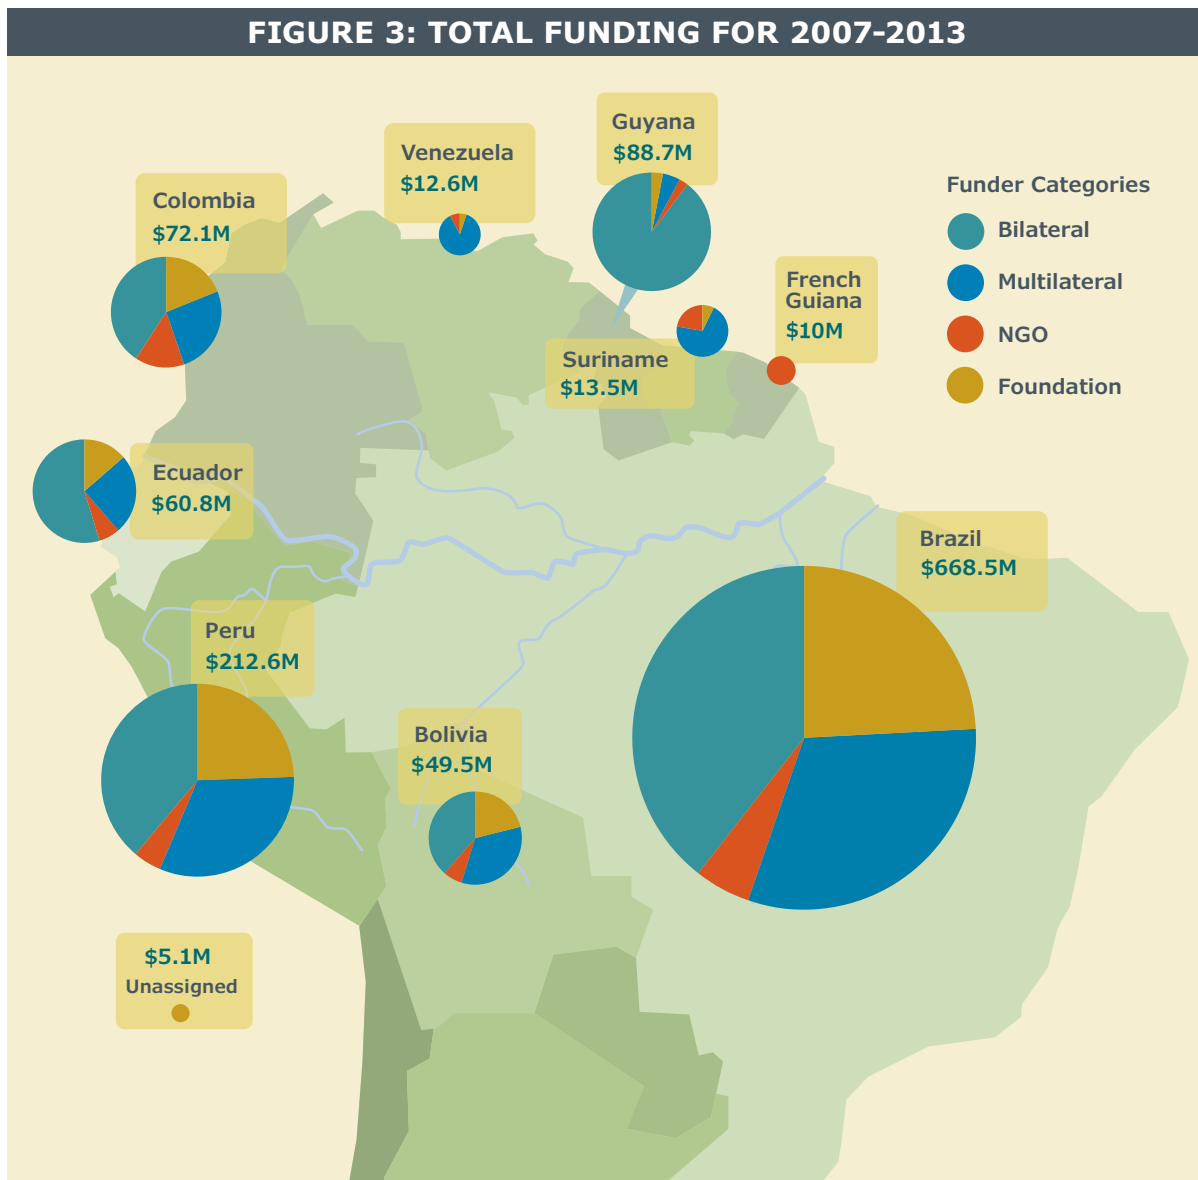 FIGURE 3: TOTAL FUNDING FOR 2007-2013
Guyana
$88.7M
Venezuela
$12.6M
Colombia
$72.1M
Funder Categories
Bilateral
Multilateral
NGO
Foundation
French
Guiana
$10M
Suriname
$13.5M
Ecuador
$60.8M
Brazil
$668.5M
Peru
$212.6M
Bolivia
$49.5M
$5.1M
Unassigned